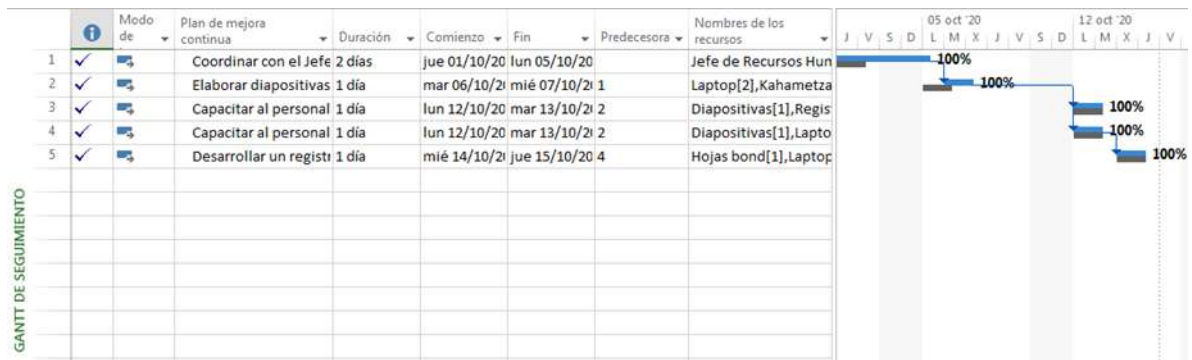 Modo de
Plan de mejora continua
Duración
Comienzo
Fin
Predecesora
Nombres de los recursos
05 oct '20
12 oct '20
J V S D L M X J V S D L M X J V
1 Coordinar con el Jefe 2 días jue 01/10/20 lun 05/10/20 Jefe de Recursos Hun
100%
2 Elaborar diapositivas 1 día mar 06/10/2 mié 07/10/2 1 Laptop[2],Kahametza
100%
3 Capacitar al personal 1 día lun 12/10/20 mar 13/10/2 2 Diapositivas[1],Regis
100%
4 Capacitar al personal 1 día lun 12/10/20 mar 13/10/2 2 Diapositivas[1],Lapto
100%
5 Desarrollar un registr 1 día mié 14/10/2 jue 15/10/20 4 Hojas bond[1],Laptop
100%
GANTT DE SEGUIMIENTO